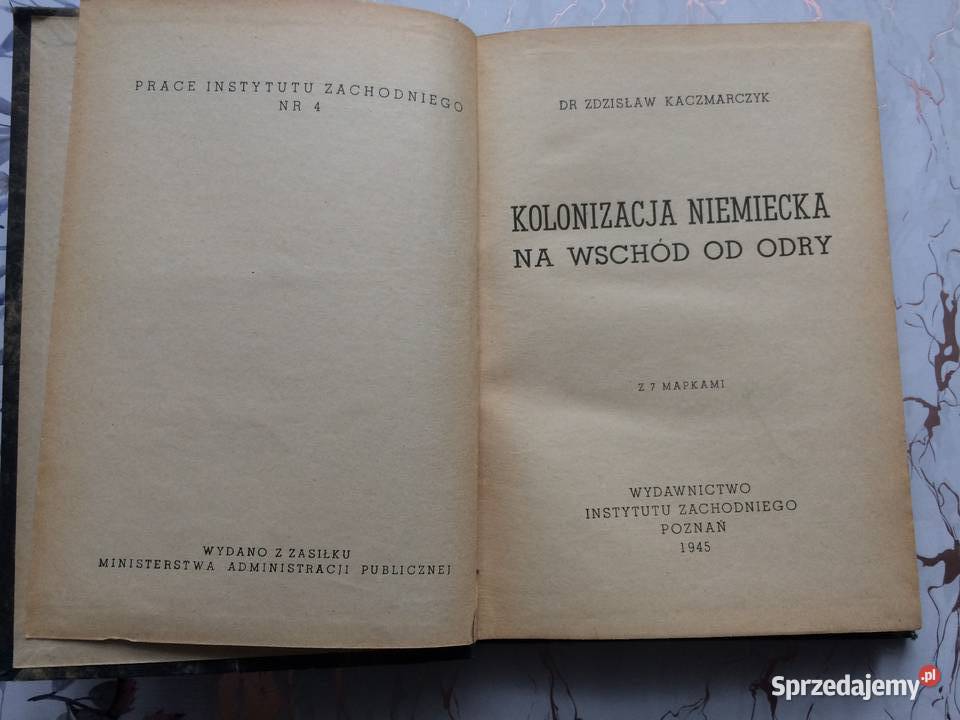 PRACE INSTYTUTU ZACHODNIEGO
NR 4
WYDANO Z ZASIŁKU
MINISTERSTWA ADMINISTRACJI PUBLICZNEJ
DR ZDZISŁAW KACZMARCZYK
KOLONIZACJA NIEMIECKA
NA WSCHÓD OD ODRY
Z 7 MAPKAMI
WYDAWNICTWO
INSTYTUTU ZACHODNIEGO
POZNAŃ
1945
Sprzedajemy.pl